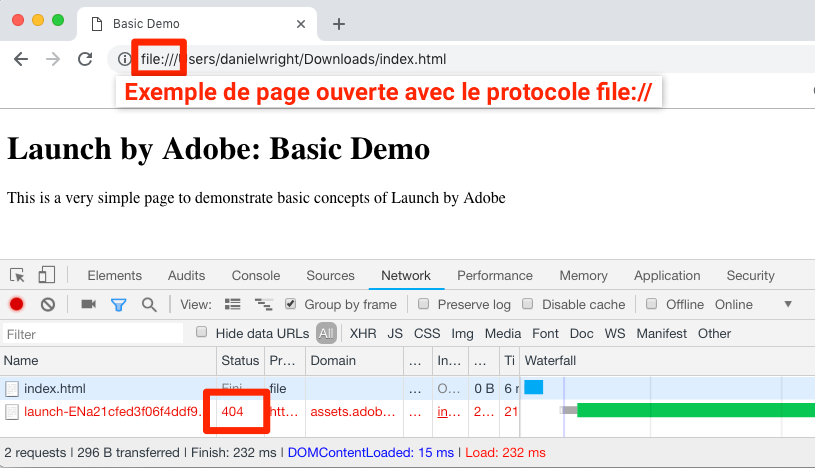 Basic Demo
file:///Users/danielwright/Downloads/index.html
Exemple de page ouverte avec le protocole file://
Launch by Adobe: Basic Demo
This is a very simple page to demonstrate basic concepts of Launch by Adobe
Elements Audits Console Sources Network Performance Memory Application Security
View: Group by frame Preserve log Disable cache Offline Online
Filter Hide data URLs All XHR JS CSS Img Media Font Doc WS Manifest Other
Name Status Pr... Domain ... In... ... Ti Waterfall
index.html Fini... file ... O... 0 B 6
launch-ENa21cfed3f06f4ddf9... 404 htt... assets.adob... ... in... 2... 21
2 requests | 296 B transferred | Finish: 232 ms | DOMContentLoaded: 15 ms | Load: 232 ms